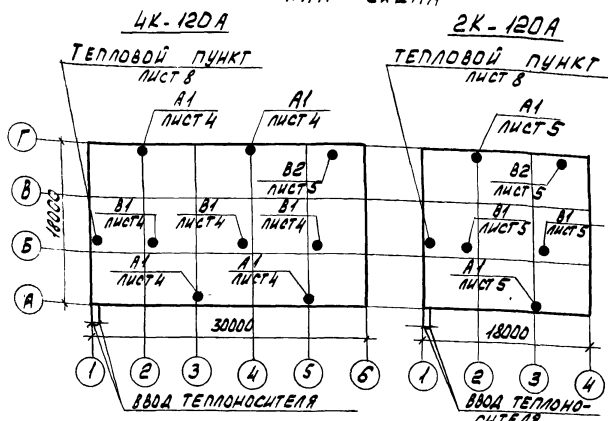 4К-120А
ТЕПЛОВОЙ ПУНКТ
ЛИСТ 8
А1
ЛИСТ 4
А1
ЛИСТ 4
Г
В2
ЛИСТ 5
В
18000
В1
ЛИСТ 4
В1
ЛИСТ 4
В1
ЛИСТ 4
Б
А1
ЛИСТ 4
А1
ЛИСТ 4
А
30000
1 2 3 4 5 6
ВВОД ТЕПЛОНОСИТЕЛЯ
2К-120А
ТЕПЛОВОЙ ПУНКТ
ЛИСТ 8
А1
ЛИСТ 5
В2
ЛИСТ 5
В1
ЛИСТ 5
В1
ЛИСТ 5
А1
ЛИСТ 5
18000
1 2 3 4
ВВОД ТЕПЛОНО-
СИТЕЛЯ